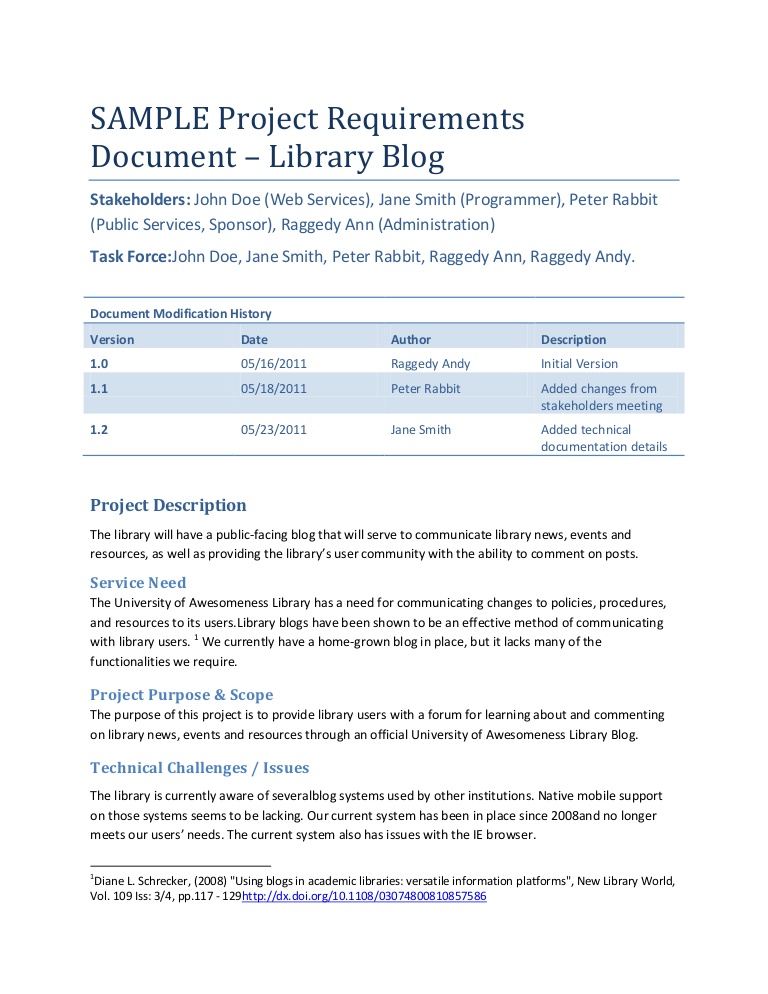 SAMPLE Project Requirements
Document – Library Blog
Stakeholders: John Doe (Web Services), Jane Smith (Programmer), Peter Rabbit
(Public Services, Sponsor), Raggedy Ann (Administration)
Task Force:John Doe, Jane Smith, Peter Rabbit, Raggedy Ann, Raggedy Andy.
Document Modification History
Version Date Author Description
1.0 05/16/2011 Raggedy Andy Initial Version
1.1 05/18/2011 Peter Rabbit Added changes from
stakeholders meeting
1.2 05/23/2011 Jane Smith Added technical
documentation details
Project Description
The library will have a public-facing blog that will serve to communicate library news, events and
resources, as well as providing the library’s user community with the ability to comment on posts.
Service Need
The University of Awesomeness Library has a need for communicating changes to policies, procedures,
and resources to its users.Library blogs have been shown to be an effective method of communicating
with library users. 1 We currently have a home-grown blog in place, but it lacks many of the
functionalities we require.
Project Purpose & Scope
The purpose of this project is to provide library users with a forum for learning about and commenting
on library news, events and resources through an official University of Awesomeness Library Blog.
Technical Challenges / Issues
The library is currently aware of severalblog systems used by other institutions. Native mobile support
on those systems seems to be lacking. Our current system has been in place since 2008and no longer
meets our users’ needs. The current system also has issues with the IE browser.
1Diane L. Schrecker, (2008) "Using blogs in academic libraries: versatile information platforms", New Library World,
Vol. 109 Iss: 3/4, pp.117 - 129http://dx.doi.org/10.1108/03074800810857586